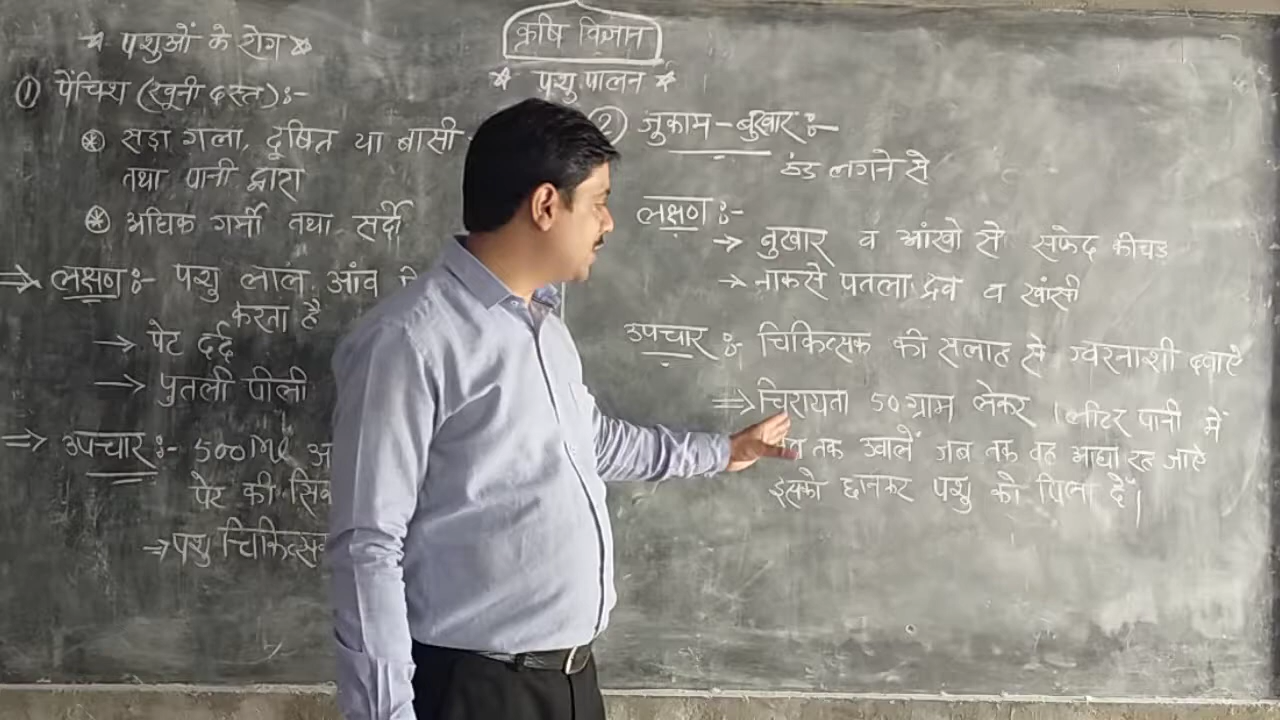 कृषि विज्ञान
* पशुपालन *
* पशुओं के रोग *
① पेंचिश (खूनी दस्त) :-
⊛ सड़ा गला, दूषित या बासी
तथा पानी द्वारा
⊛ अधिक गर्मी तथा सर्दी
⇒ लक्षण :- पशु लाल आंव
करता है
→ पेट दर्द
→ पुतली पीली
⇒ उपचार :- 500 ML
पेर की
⇒ पशु
② जुकाम - बुखार :-
ठंड लगने से
लक्षण :-
→ बुखार व आंखो से सफेद कीचड़
→ नाक से पतला द्रव व खांसी
उपचार :- चिकित्सक की सलाह से ज्वरनाशी दवाऐं
⇒ चिरायता 50 ग्राम लेकर 1 लीटर पानी में
तक उबालें जब तक वह आधा रह जाऐ
इसको छानकर पशु को पिला दें।